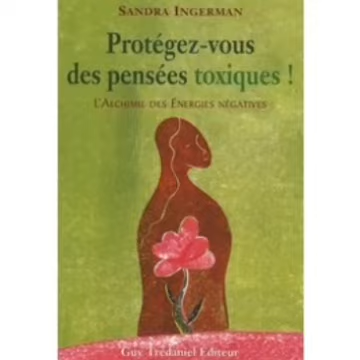 SANDRA INGERMAN
Protégez-vous
des pensées toxiques !
L'ALCHIMIE DES ÉNERGIES NÉGATIVES
Guy Trédaniel Éditeur